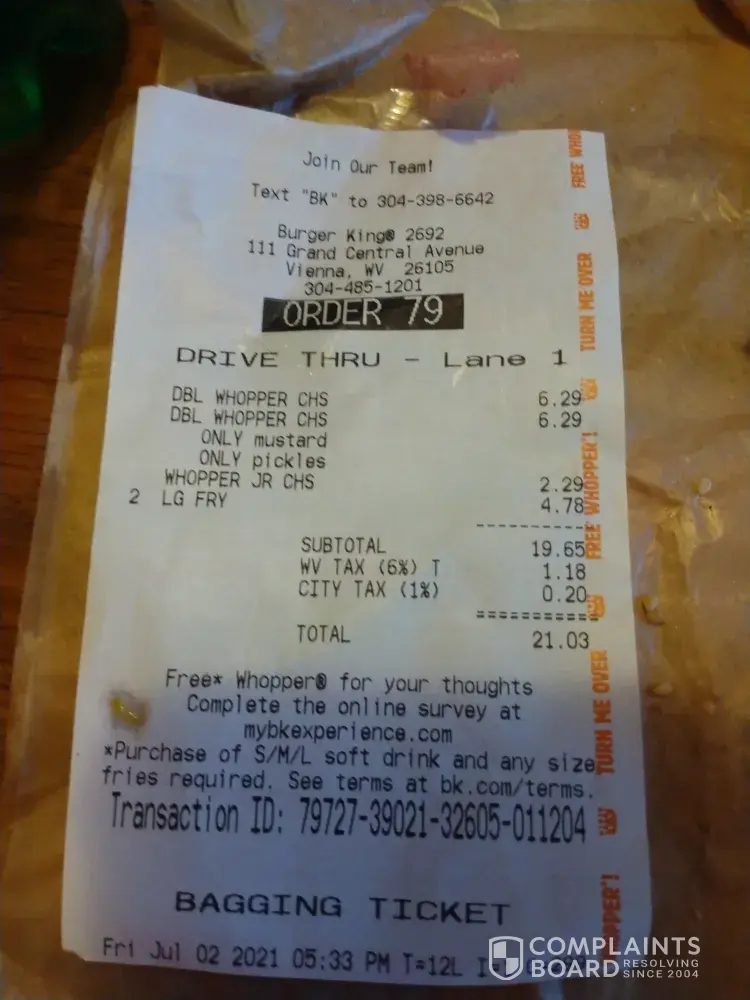 Join Our Team!
Text "BK" to 304-398-6642
Burger King® 2692
111 Grand Central Avenue
Vienna, WV 26105
304-485-1201
ORDER 79
DRIVE THRU - Lane 1
DBL WHOPPER CHS 6.29
DBL WHOPPER CHS 6.29
ONLY mustard
ONLY pickles
WHOPPER JR CHS 2.29
2 LG FRY 4.78
SUBTOTAL 19.65
WV TAX (6%) T 1.18
CITY TAX (1%) 0.20
TOTAL 21.03
Free* Whopper® for your thoughts
Complete the online survey at
mybkexperience.com
*Purchase of S/M/L soft drink and any size
fries required. See terms at bk.com/terms.
Transaction ID: 79727-39021-32605-011204
BAGGING TICKET
Fri Jul 02 2021 05:33 PM T=12L
FREE WHO
TURN ME OVER
FREE WHOPPER'!
TURN ME OVER
OPPER'!
COMPLAINTS
BOARD RESOLVING
SINCE 2004